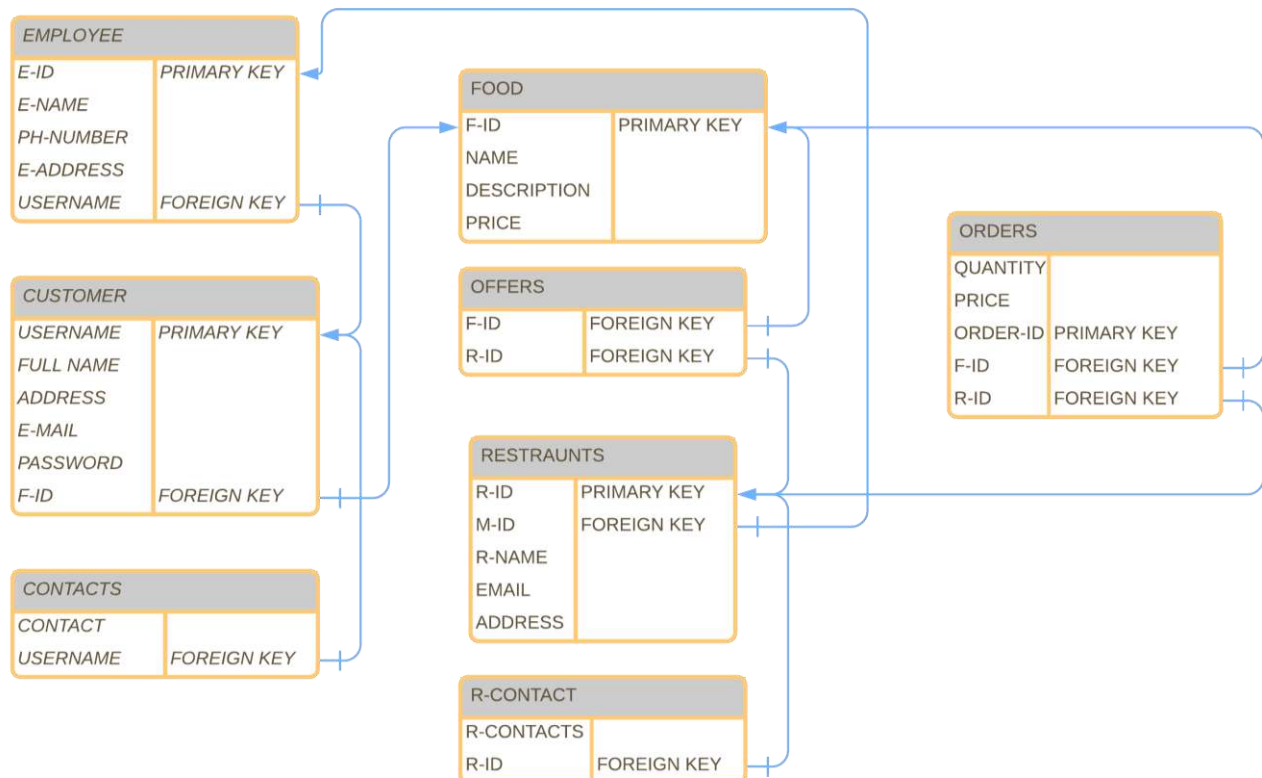 EMPLOYEE
E-ID PRIMARY KEY
E-NAME
PH-NUMBER
E-ADDRESS
USERNAME FOREIGN KEY
CUSTOMER
USERNAME PRIMARY KEY
FULL NAME
ADDRESS
E-MAIL
PASSWORD
F-ID FOREIGN KEY
CONTACTS
CONTACT
USERNAME FOREIGN KEY
FOOD
F-ID PRIMARY KEY
NAME
DESCRIPTION
PRICE
OFFERS
F-ID FOREIGN KEY
R-ID FOREIGN KEY
RESTRAUNTS
R-ID PRIMARY KEY
M-ID FOREIGN KEY
R-NAME
EMAIL
ADDRESS
R-CONTACT
R-CONTACTS
R-ID FOREIGN KEY
ORDERS
QUANTITY
PRICE
ORDER-ID PRIMARY KEY
F-ID FOREIGN KEY
R-ID FOREIGN KEY